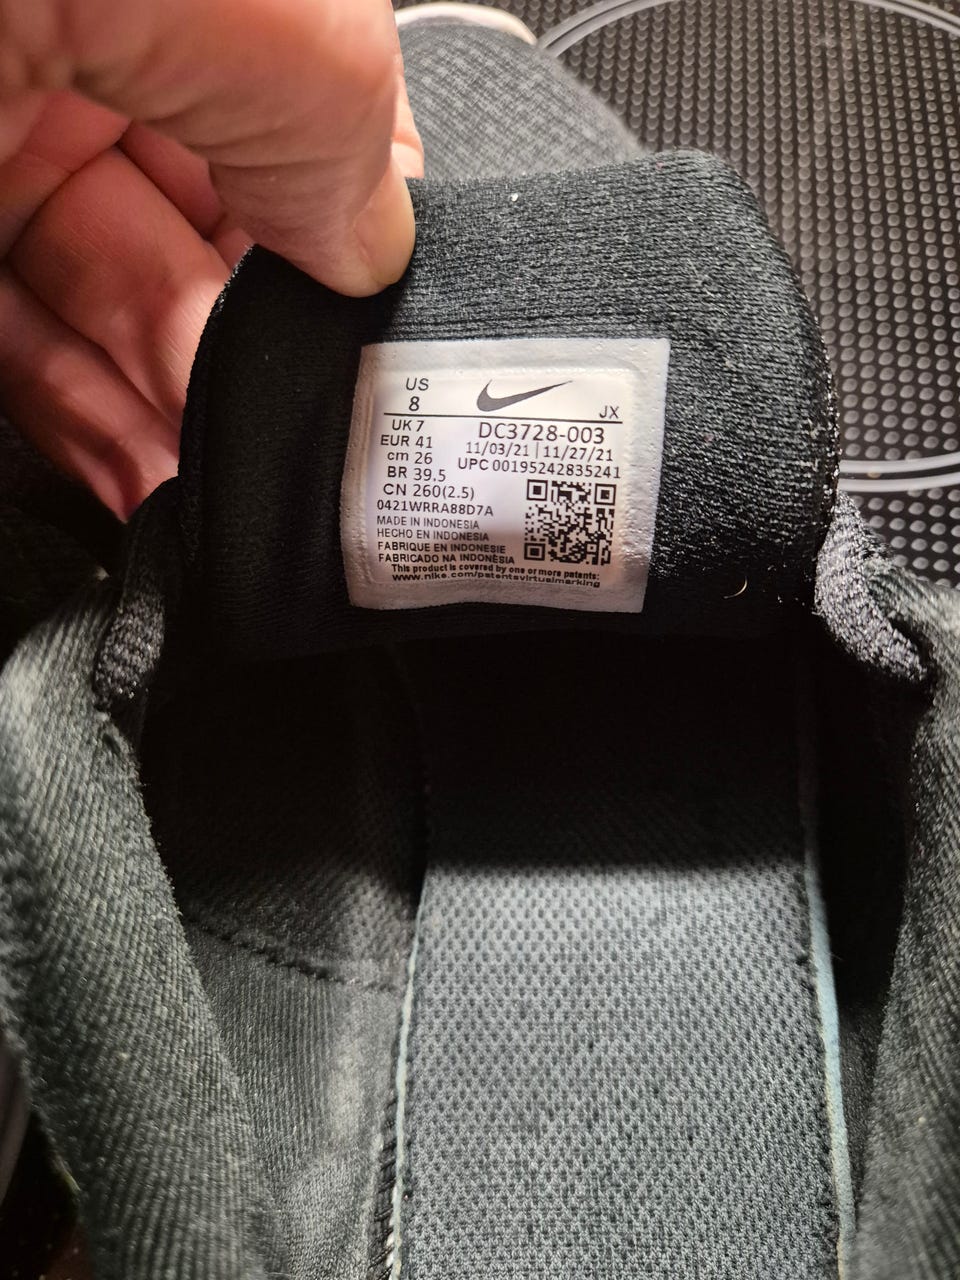 US
8
JX
UK 7
EUR 41
cm 26
BR 39.5
CN 260(2.5)
0421WRRA88D7A
DC3728-003
11/03/21 | 11/27/21
UPC 00195242835241
MADE IN INDONESIA
HECHO EN INDONESIA
FABRIQUE EN INDONESIE
FABRICADO NA INDONÉSIA
This product is covered by one or more patents:
www.nike.com/patentsvirtualmarking